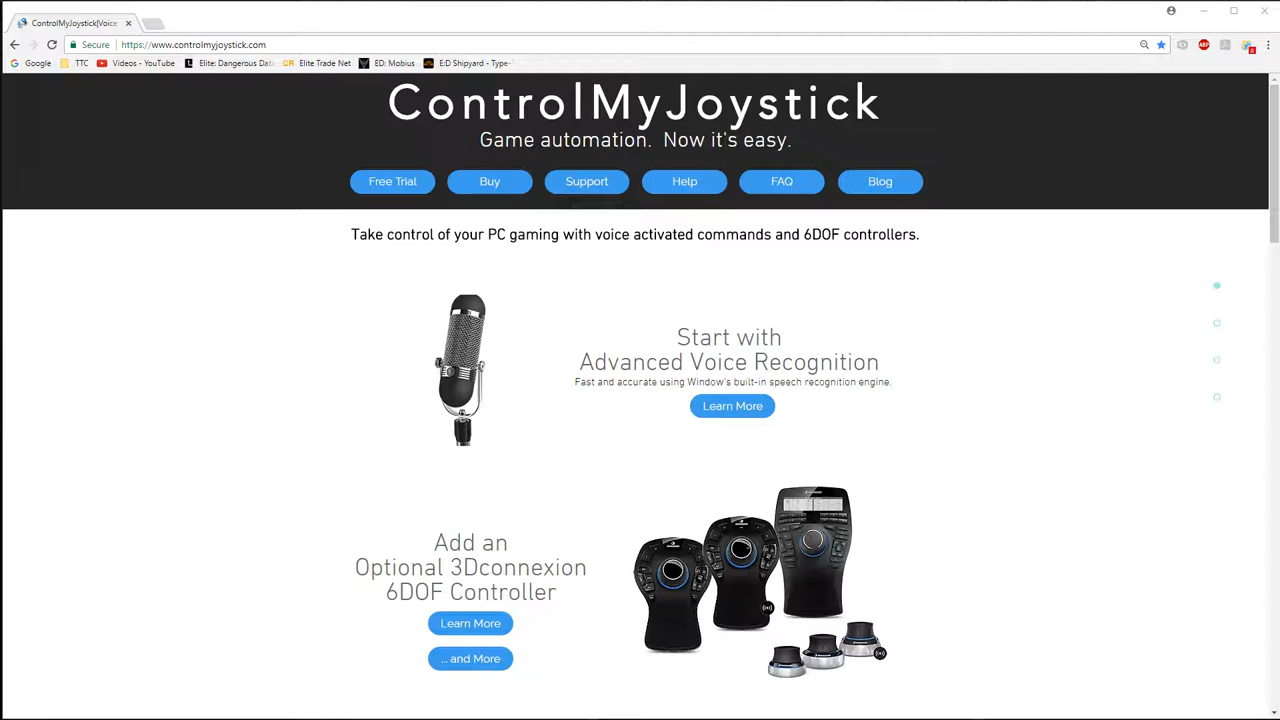 ControlMyJoystick|Voice
Secure https://www.controlmyjoystick.com
ABP
Google TTC Videos - YouTube Elite: Dangerous Dat Elite Trade Net ED: Mobius E:D Shipyard - Type-
ControlMyJoystick
Game automation. Now it's easy.
Free Trial Buy Support Help FAQ Blog
Take control of your PC gaming with voice activated commands and 6DOF controllers.
Start with
Advanced Voice Recognition
Fast and accurate using Window's built-in speech recognition engine.
Learn More
Add an
Optional 3Dconnexion
6DOF Controller
Learn More
... and More